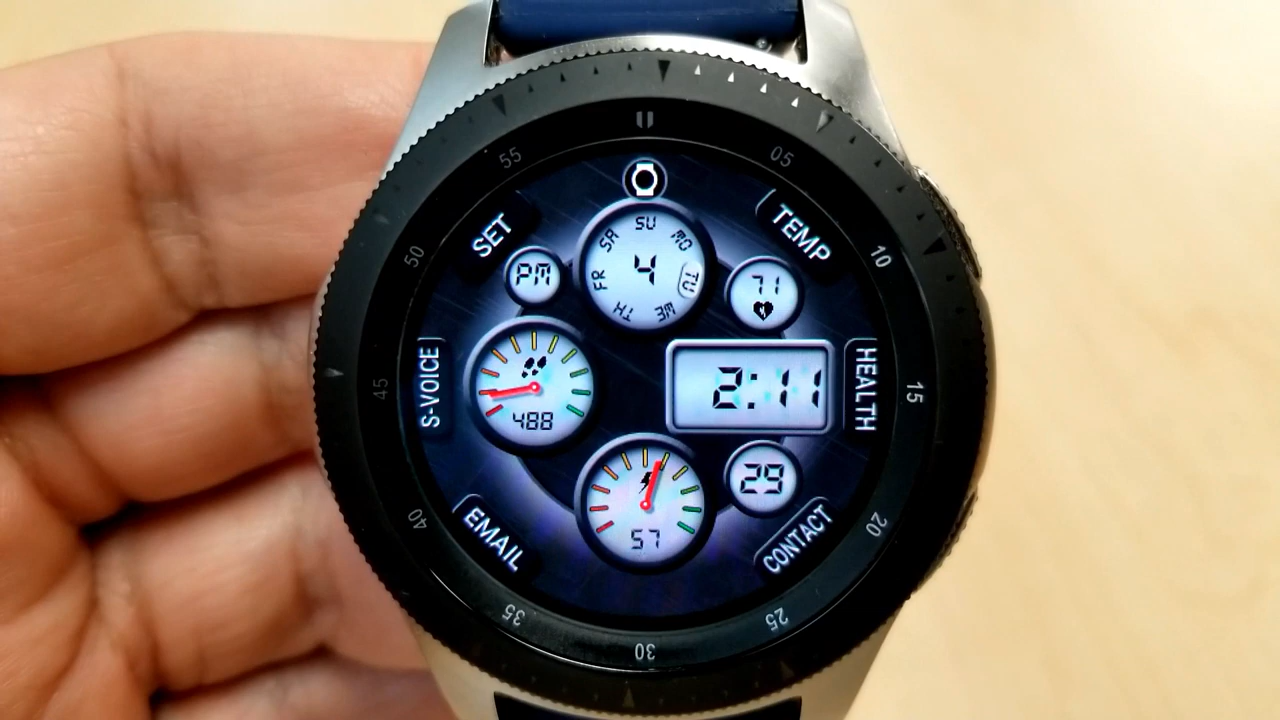 55
05
50
10
45
15
40
20
35
30
25
SET
TEMP
SU
SA
MO
FR
4
TU
TH
WE
PM
71
S-VOICE
488
2:11
HEALTH
57
29
EMAIL
CONTACT